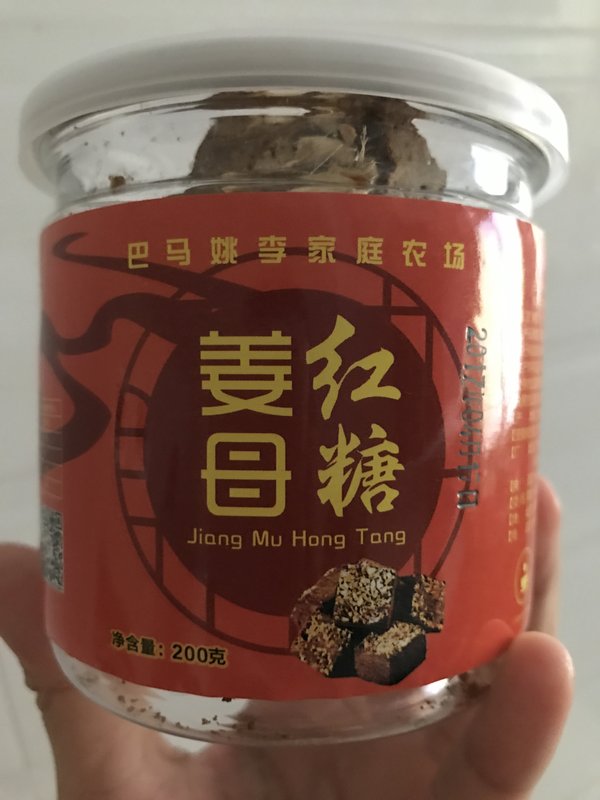 巴马姚李家庭农场
姜母
红糖
Jiang Mu Hong Tang
净含量：200克